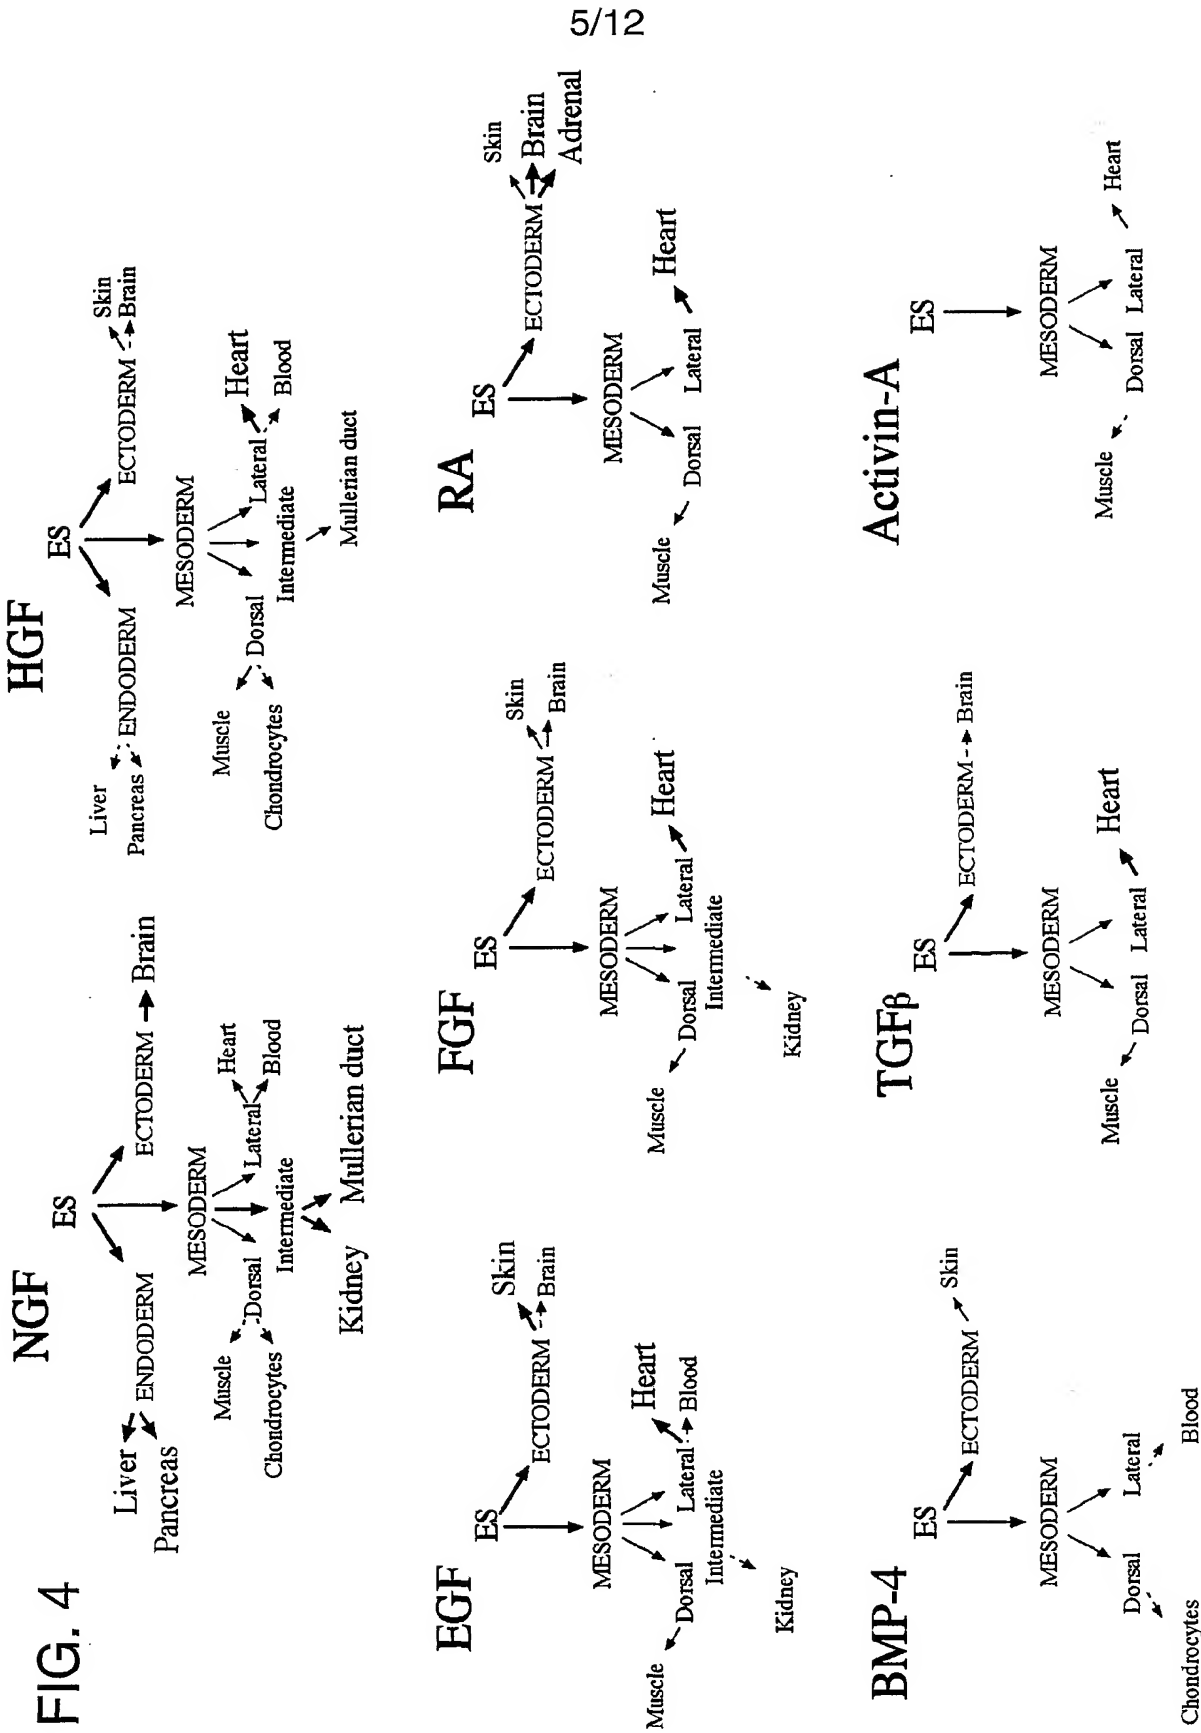 5/12
FIG. 4
NGF
ES
Liver
Pancreas
ENDODERM
ECTODERM
Brain
MESODERM
Muscle
Chondrocytes
Dorsal
Lateral
Heart
Blood
Intermediate
Kidney
Mullerian duct
HGF
ES
Liver
Pancreas
ENDODERM
ECTODERM
Skin
Brain
MESODERM
Muscle
Chondrocytes
Dorsal
Lateral
Heart
Blood
Intermediate
Mullerian duct
EGF
ES
ECTODERM
Skin
Brain
MESODERM
Muscle
Dorsal
Lateral
Heart
Blood
Intermediate
Kidney
FGF
ES
ECTODERM
Skin
Brain
MESODERM
Muscle
Dorsal
Lateral
Heart
Intermediate
Kidney
RA
ES
ECTODERM
Skin
Brain
Adrenal
MESODERM
Muscle
Dorsal
Lateral
Heart
BMP-4
ES
ECTODERM
Skin
MESODERM
Dorsal
Lateral
Chondrocytes
Blood
TGFβ
ES
ECTODERM
Brain
MESODERM
Muscle
Dorsal
Lateral
Heart
Activin-A
ES
MESODERM
Muscle
Dorsal
Lateral
Heart